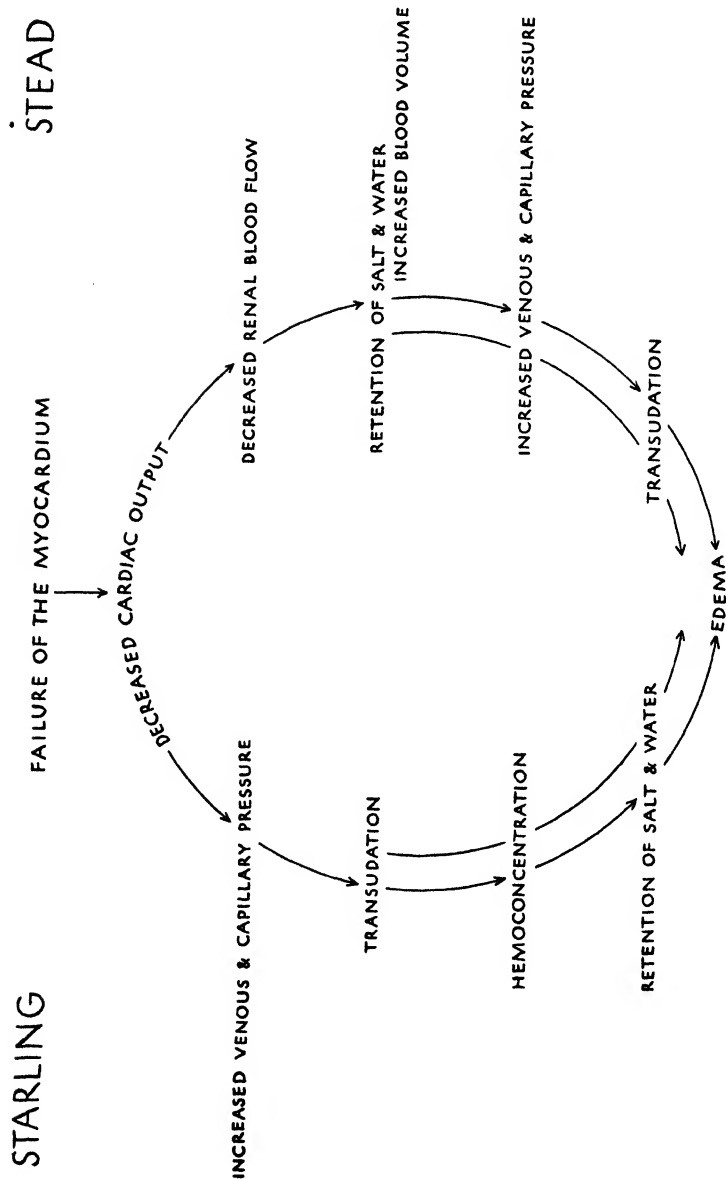 STARLING
STEAD
FAILURE OF THE MYOCARDIUM
DECREASED CARDIAC OUTPUT
INCREASED VENOUS & CAPILLARY PRESSURE
TRANSUDATION
HEMOCONCENTRATION
RETENTION OF SALT & WATER
DECREASED RENAL BLOOD FLOW
RETENTION OF SALT & WATER
INCREASED BLOOD VOLUME
INCREASED VENOUS & CAPILLARY PRESSURE
TRANSUDATION
EDEMA